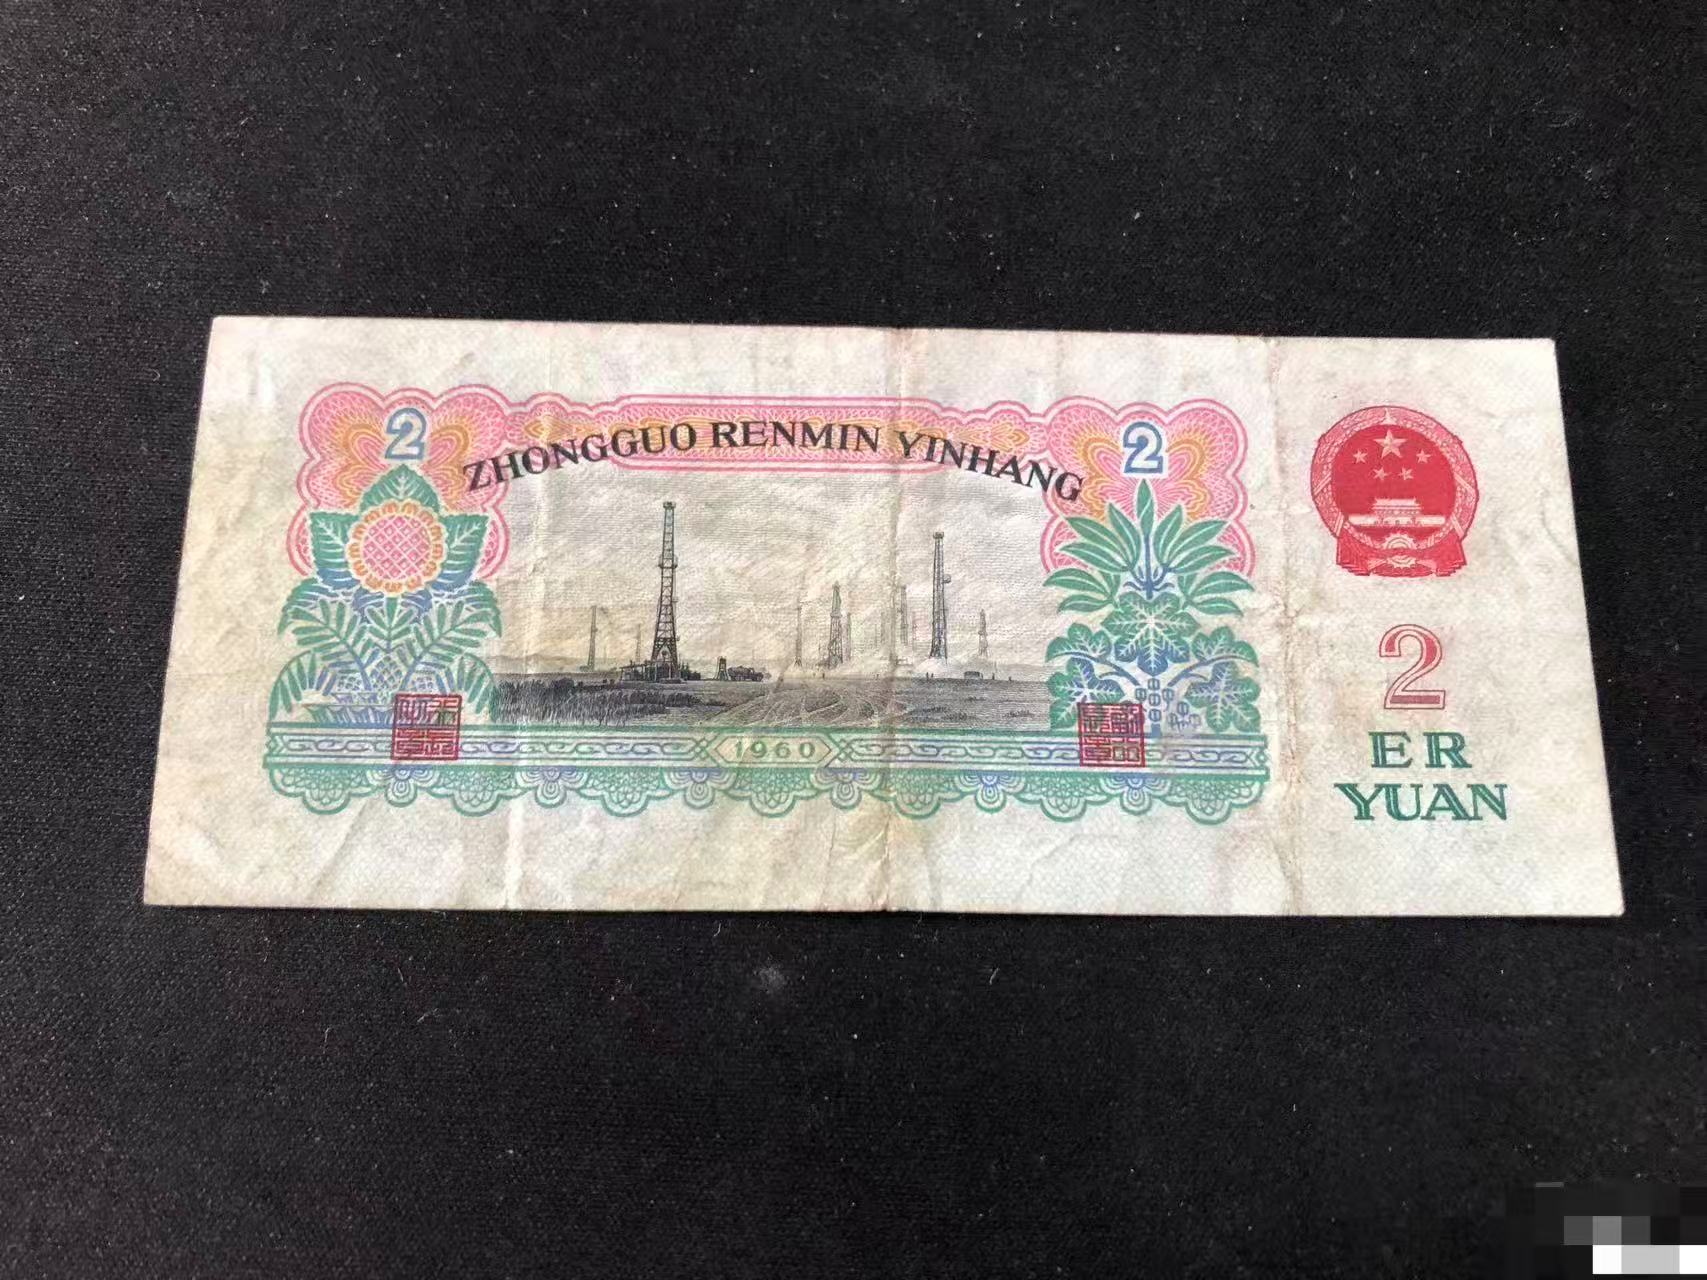 2
2
ZHONGGUO RENMIN YINHANG
1960
2
ER
YUAN